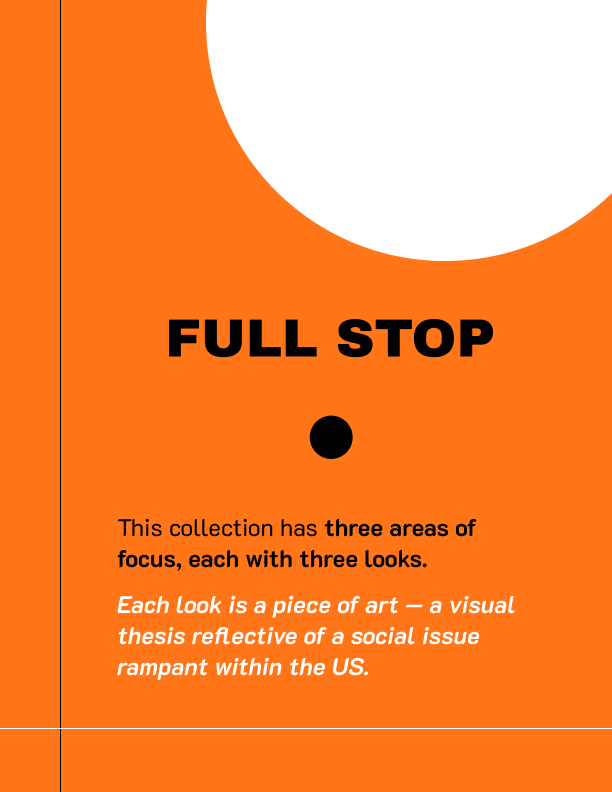 FULL STOP
This collection has three areas of
focus, each with three looks.
Each look is a piece of art — a visual
thesis reflective of a social issue
rampant within the US.